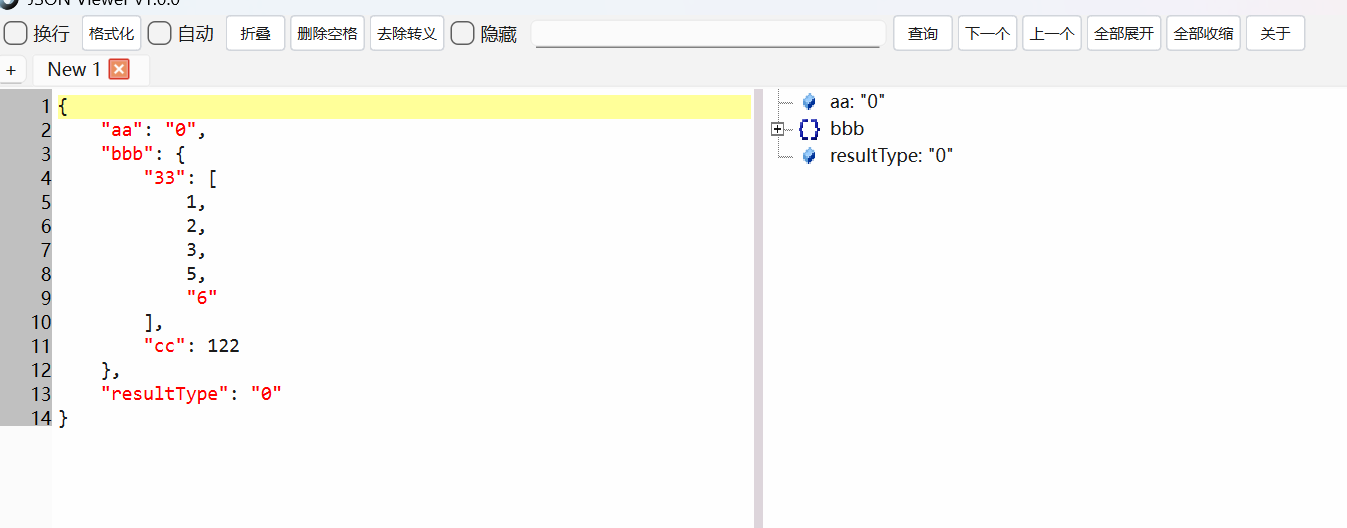 JSON Viewer V1.0.0
换行 格式化 自动 折叠 删除空格 去除转义 隐藏 查询 下一个 上一个 全部展开 全部收缩 关于
+ New 1
1 {
2 "aa": "0",
3 "bbb": {
4 "33": [
5 1,
6 2,
7 3,
8 5,
9 "6"
10 ],
11 "cc": 122
12 },
13 "resultType": "0"
14 }
aa: "0"
bbb
resultType: "0"